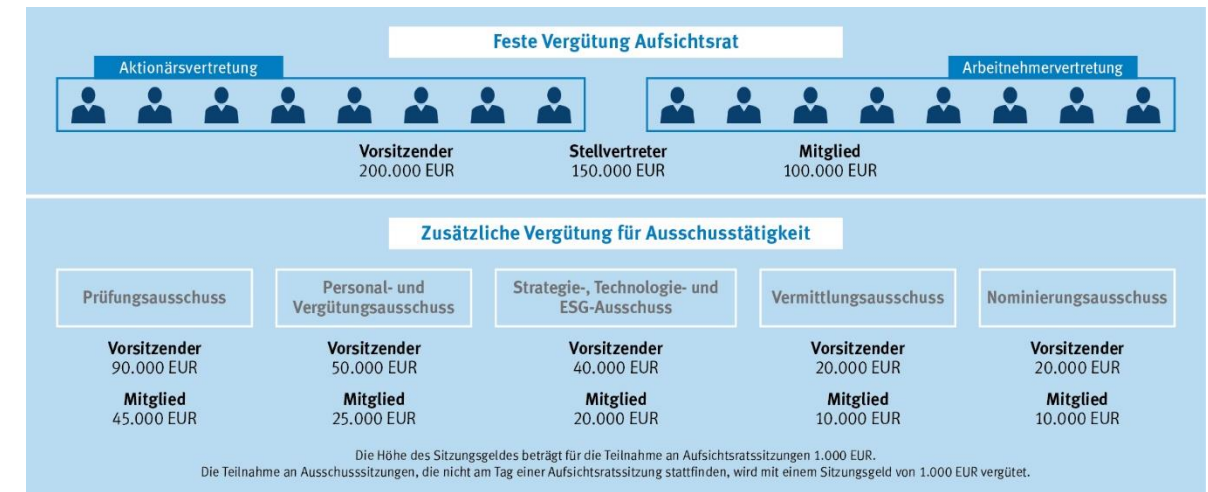 Feste Vergütung Aufsichtsrat
Aktionärsvertretung
Arbeitnehmervertretung
Vorsitzender
200.000 EUR
Stellvertreter
150.000 EUR
Mitglied
100.000 EUR
Zusätzliche Vergütung für Ausschusstätigkeit
Prüfungsausschuss
Vorsitzender
90.000 EUR
Mitglied
45.000 EUR
Personal- und
Vergütungsausschuss
Vorsitzender
50.000 EUR
Mitglied
25.000 EUR
Strategie-, Technologie- und
ESG-Ausschuss
Vorsitzender
40.000 EUR
Mitglied
20.000 EUR
Vermittlungsausschuss
Vorsitzender
20.000 EUR
Mitglied
10.000 EUR
Nominierungsausschuss
Vorsitzender
20.000 EUR
Mitglied
10.000 EUR
Die Höhe des Sitzungsgeldes beträgt für die Teilnahme an Aufsichtsratssitzungen 1.000 EUR.
Die Teilnahme an Ausschusssitzungen, die nicht am Tag einer Aufsichtsratssitzung stattfinden, wird mit einem Sitzungsgeld von 1.000 EUR vergütet.